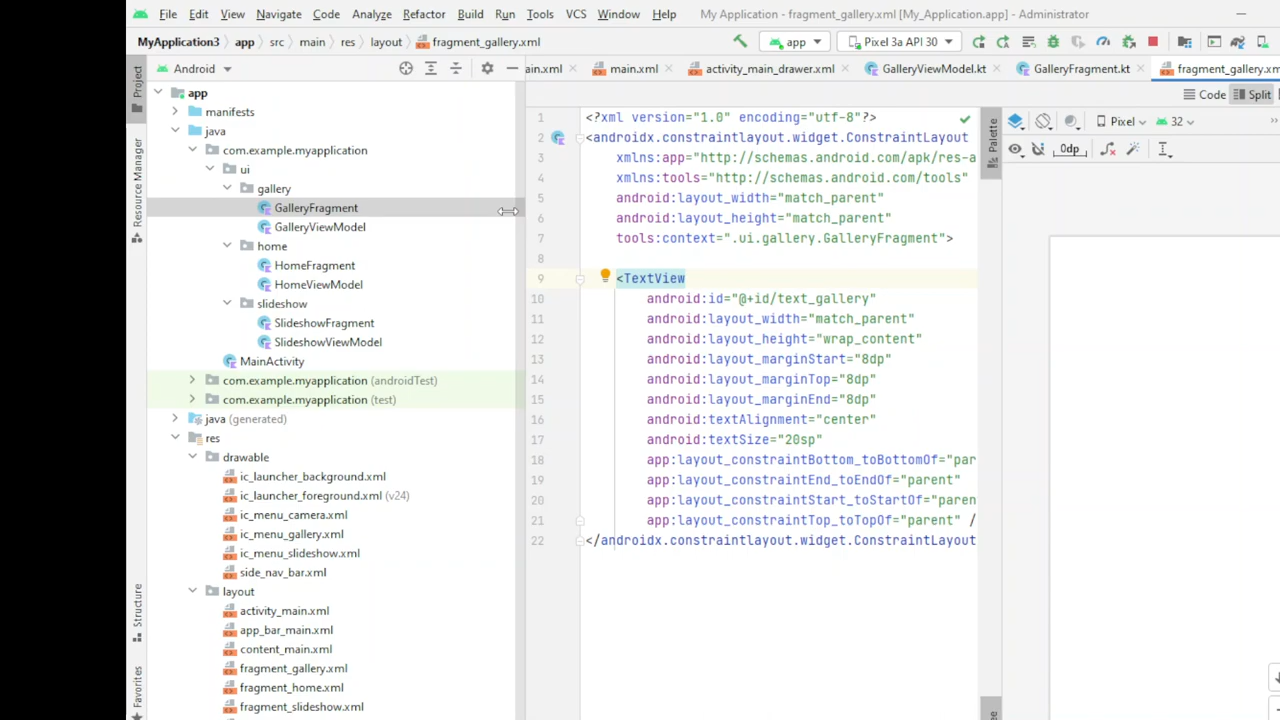 File Edit View Navigate Code Analyze Refactor Build Run Tools VCS Window Help My Application - fragment_gallery.xml [My_Application.app] - Administrator
MyApplication3 app src main res layout fragment_gallery.xml app Pixel 3a API 30
Project
Android
ain.xml main.xml activity_main_drawer.xml GalleryViewModel.kt GalleryFragment.kt fragment_gallery.xm
Code Split
app
manifests
java
com.example.myapplication
ui
gallery
GalleryFragment
GalleryViewModel
home
HomeFragment
HomeViewModel
slideshow
SlideshowFragment
SlideshowViewModel
MainActivity
com.example.myapplication (androidTest)
com.example.myapplication (test)
java (generated)
res
drawable
ic_launcher_background.xml
ic_launcher_foreground.xml (v24)
ic_menu_camera.xml
ic_menu_gallery.xml
ic_menu_slideshow.xml
side_nav_bar.xml
layout
activity_main.xml
app_bar_main.xml
content_main.xml
fragment_gallery.xml
fragment_home.xml
fragment_slideshow.xml
Resource Manager
Structure
Favorites
1 <?xml version="1.0" encoding="utf-8"?>
2 <androidx.constraintlayout.widget.ConstraintLayout
3 xmlns:app="http://schemas.android.com/apk/res-a
4 xmlns:tools="http://schemas.android.com/tools"
5 android:layout_width="match_parent"
6 android:layout_height="match_parent"
7 tools:context=".ui.gallery.GalleryFragment">
8
9 <TextView
10 android:id="@+id/text_gallery"
11 android:layout_width="match_parent"
12 android:layout_height="wrap_content"
13 android:layout_marginStart="8dp"
14 android:layout_marginTop="8dp"
15 android:layout_marginEnd="8dp"
16 android:textAlignment="center"
17 android:textSize="20sp"
18 app:layout_constraintBottom_toBottomOf="par
19 app:layout_constraintEnd_toEndOf="parent"
20 app:layout_constraintStart_toStartOf="paren
21 app:layout_constraintTop_toTopOf="parent" /
22 </androidx.constraintlayout.widget.ConstraintLayout
Palette
Pixel 32
0dp